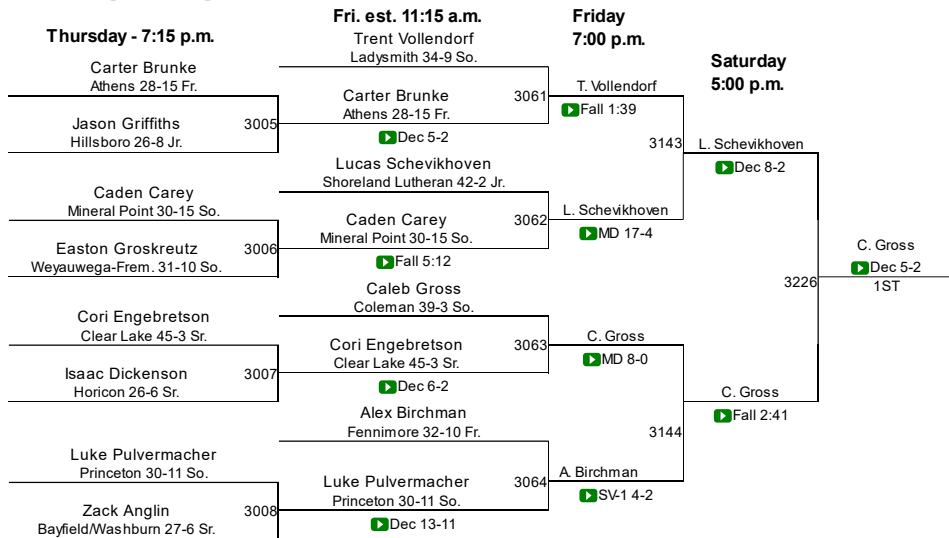 Thursday - 7:15 p.m.
Carter Brunke
Athens 28-15 Fr.
Jason Griffiths
Hillsboro 26-8 Jr.
3005
Caden Carey
Mineral Point 30-15 So.
Easton Groskreutz
Weyauwega-Frem. 31-10 So.
3006
Cori Engebretson
Clear Lake 45-3 Sr.
Isaac Dickenson
Horicon 26-6 Sr.
3007
Luke Pulvermacher
Princeton 30-11 So.
Zack Anglin
Bayfield/Washburn 27-6 Sr.
3008
Fri. est. 11:15 a.m.
Trent Vollendorf
Ladysmith 34-9 So.
Carter Brunke
Athens 28-15 Fr.
Dec 5-2
3061
Lucas Schevikhoven
Shoreland Lutheran 42-2 Jr.
Caden Carey
Mineral Point 30-15 So.
Fall 5:12
3062
Caleb Gross
Coleman 39-3 So.
Cori Engebretson
Clear Lake 45-3 Sr.
Dec 6-2
3063
Alex Birchman
Fennimore 32-10 Fr.
Luke Pulvermacher
Princeton 30-11 So.
Dec 13-11
3064
Friday
7:00 p.m.
T. Vollendorf
Fall 1:39
3143
L. Schevikhoven
MD 17-4
C. Gross
MD 8-0
3144
A. Birchman
SV-1 4-2
Saturday
5:00 p.m.
L. Schevikhoven
Dec 8-2
3226
C. Gross
Fall 2:41
C. Gross
Dec 5-2
1ST